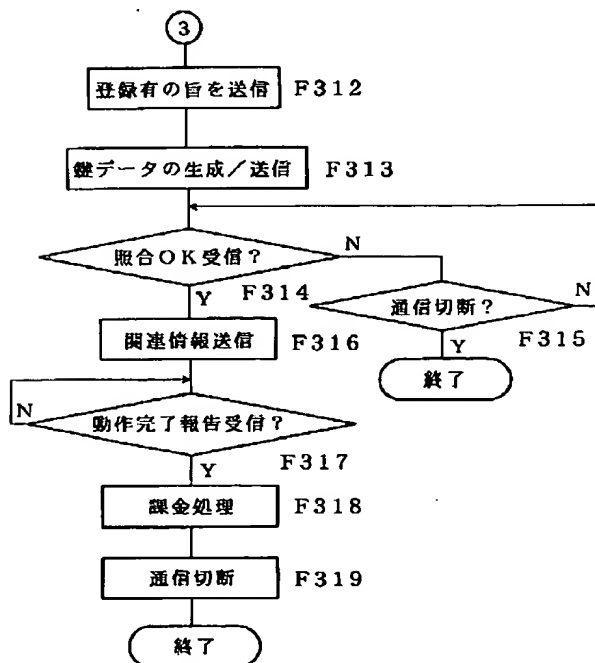 3
登録有の旨を送信 F312
鍵データの生成／送信 F313
照合OK受信？ N
Y F314 通信切断？ N
関連情報送信 F316 Y F315
終了
N 動作完了報告受信？
Y F317
課金処理 F318
通信切断 F319
終了